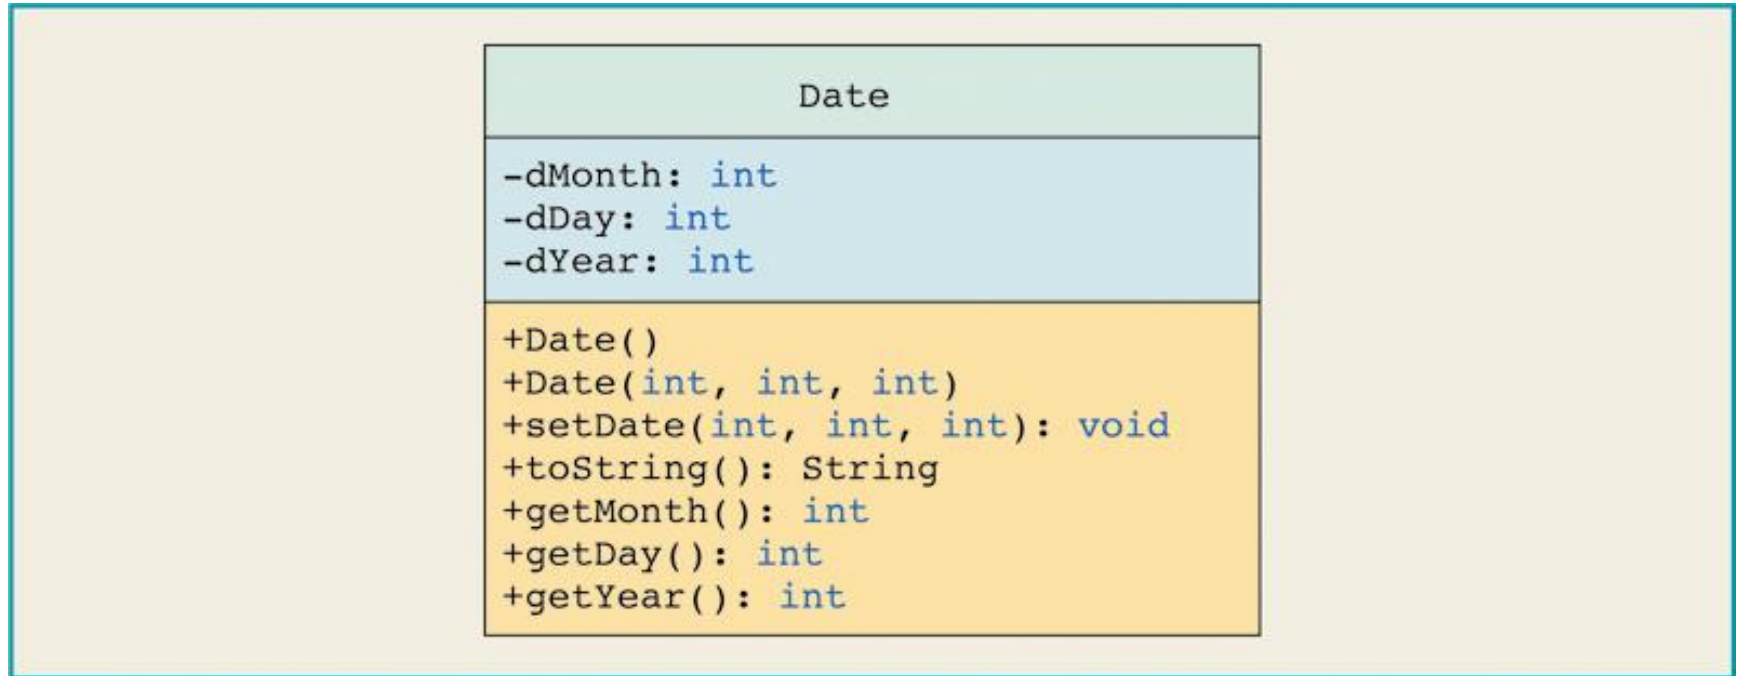 Date
-dMonth: int
-dDay: int
-dYear: int
+Date()
+Date(int, int, int)
+setDate(int, int, int): void
+toString(): String
+getMonth(): int
+getDay(): int
+getYear(): int